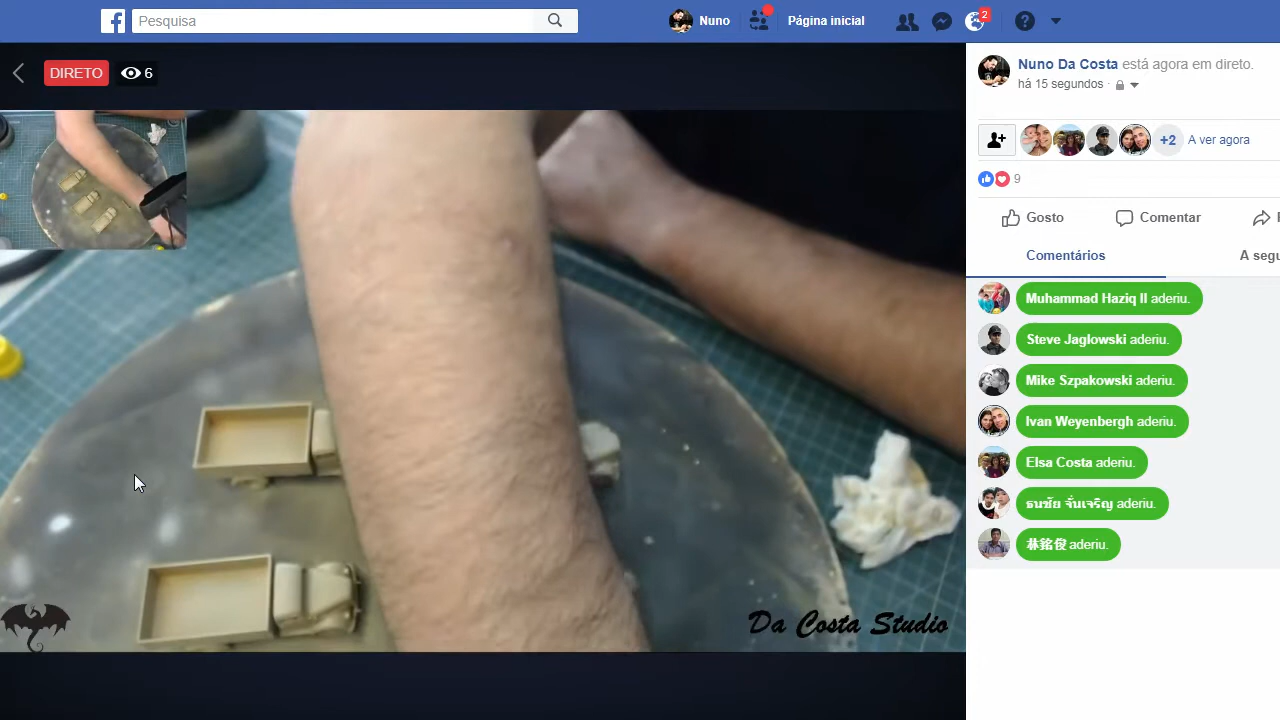 Pesquisa
Nuno
Página inicial
2
DIRETO
6
Nuno Da Costa está agora em direto.
há 15 segundos
+2
A ver agora
9
Gosto
Comentar
Comentários
A segu
Muhammad Haziq II aderiu.
Steve Jaglowski aderiu.
Mike Szpakowski aderiu.
Ivan Weyenbergh aderiu.
Elsa Costa aderiu.
ธนชัย จั่นเจริญ aderiu.
林銘俊 aderiu.
Da Costa Studio